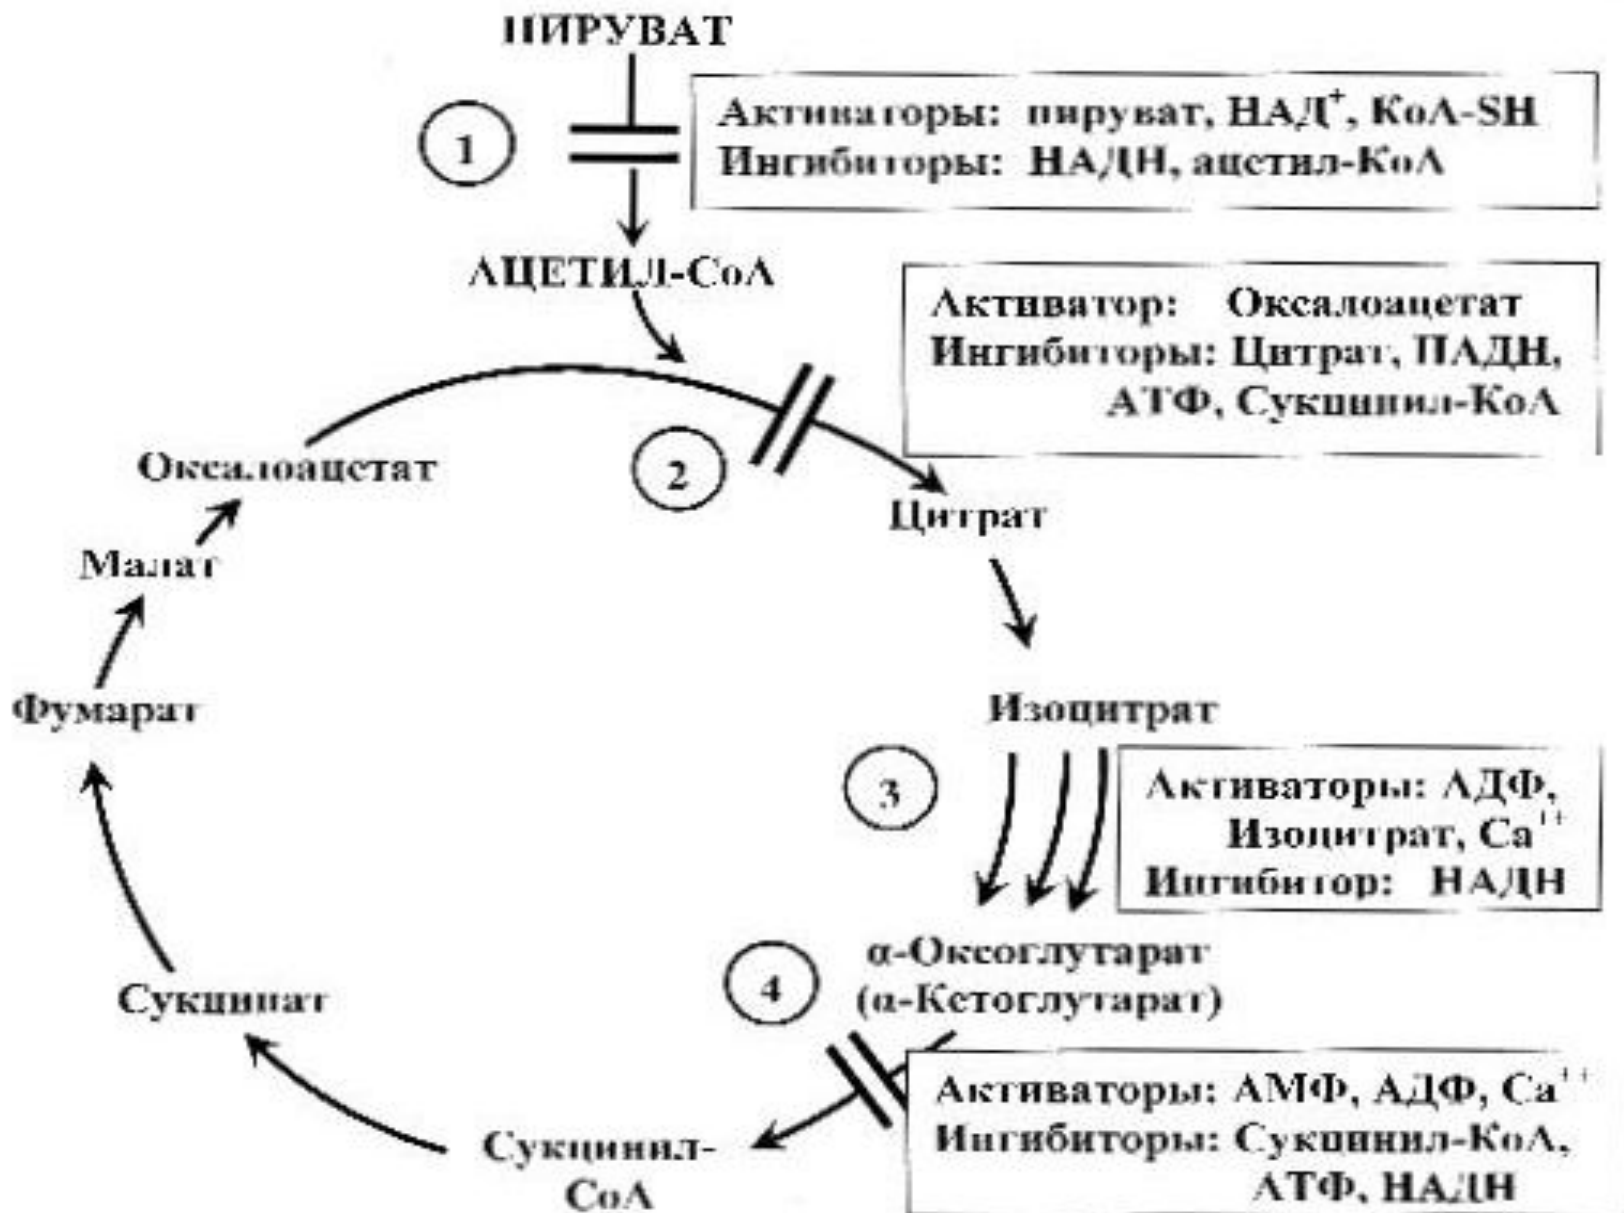 ПИРУВАТ
1
Активаторы: пируват, НАД⁺, КоА-SH
Ингибиторы: НАДН, ацетил-КоА
АЦЕТИЛ-СоА
Активатор: Оксалоацетат
Ингибиторы: Цитрат, НАДН,
АТФ, Сукцинил-КоА
2
Оксалоацетат
Цитрат
Малат
Фумарат
Изоцитрат
3
Активаторы: АДФ,
Изоцитрат, Ca⁺⁺
Ингибитор: НАДН
α-Оксоглутарат
(α-Кетоглутарат)
4
Сукцинат
Активаторы: АМФ, АДФ, Ca⁺⁺
Ингибиторы: Сукцинил-КоА,
АТФ, НАДН
Сукцинил-
СоА